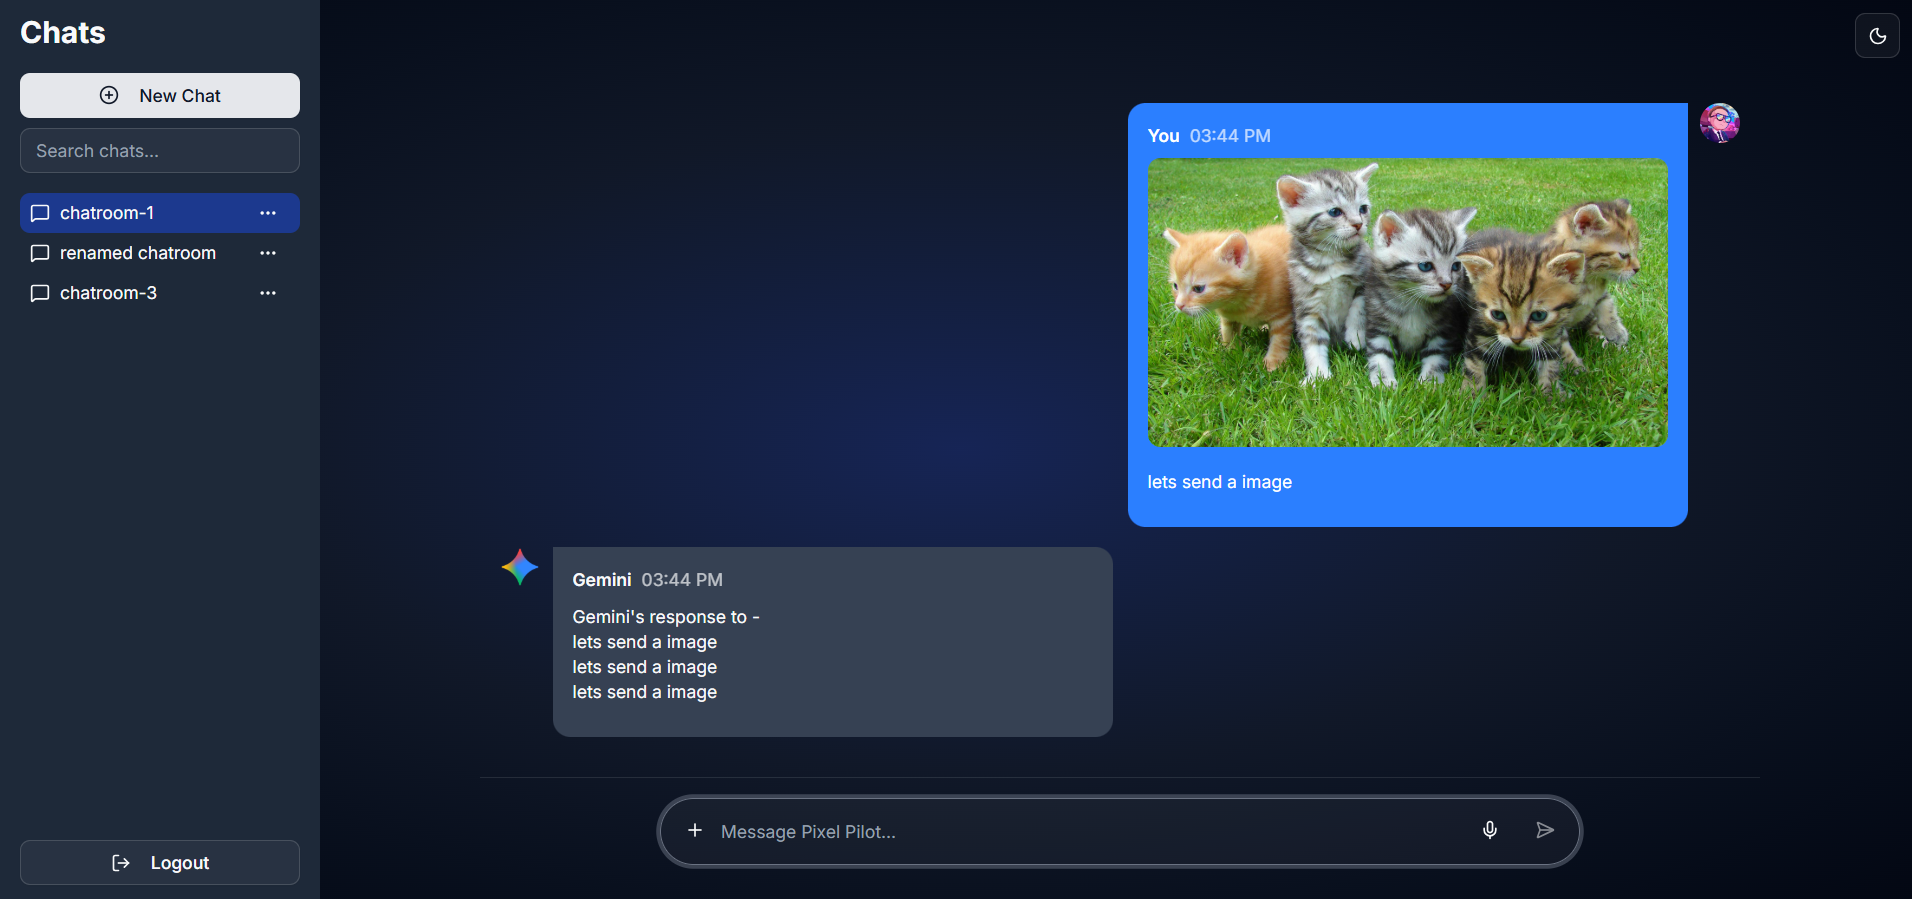 Chats
New Chat
Search chats...
chatroom-1
renamed chatroom
chatroom-3
Logout
You 03:44 PM
lets send a image
Gemini 03:44 PM
Gemini's response to -
lets send a image
lets send a image
lets send a image
Message Pixel Pilot...